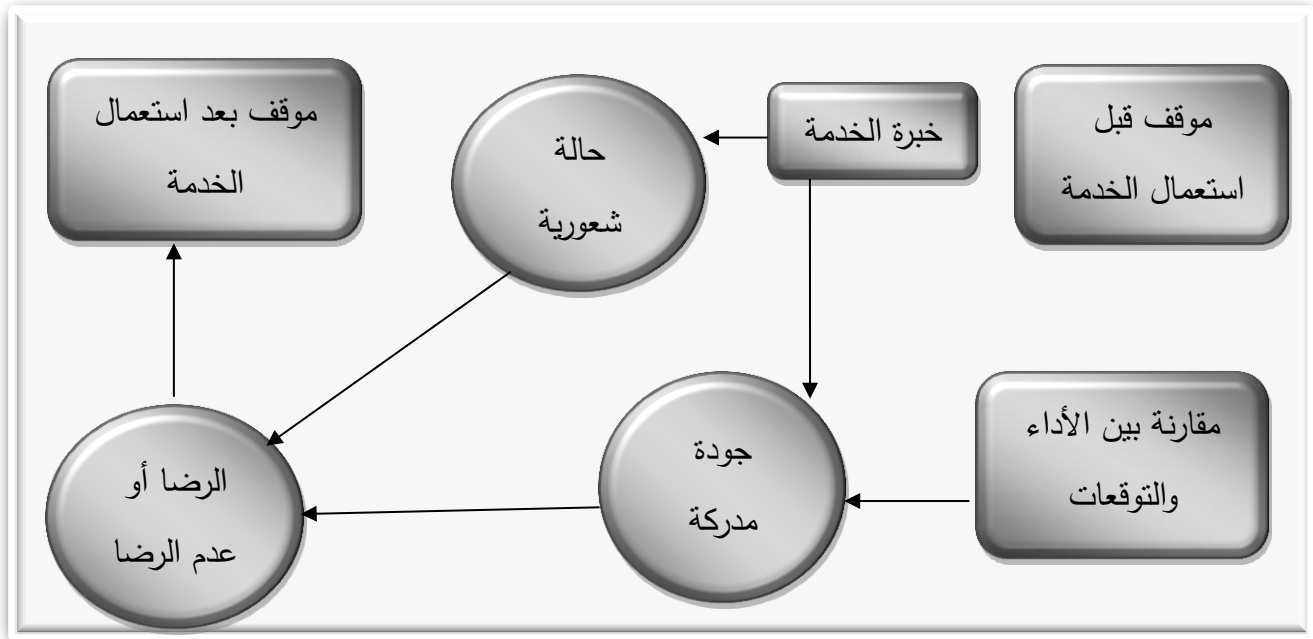 موقف قبل
استعمال الخدمة
خبرة الخدمة
حالة
شعورية
موقف بعد استعمال
الخدمة
مقارنة بين الأداء
والتوقعات
جودة
مدركة
الرضا أو
عدم الرضا